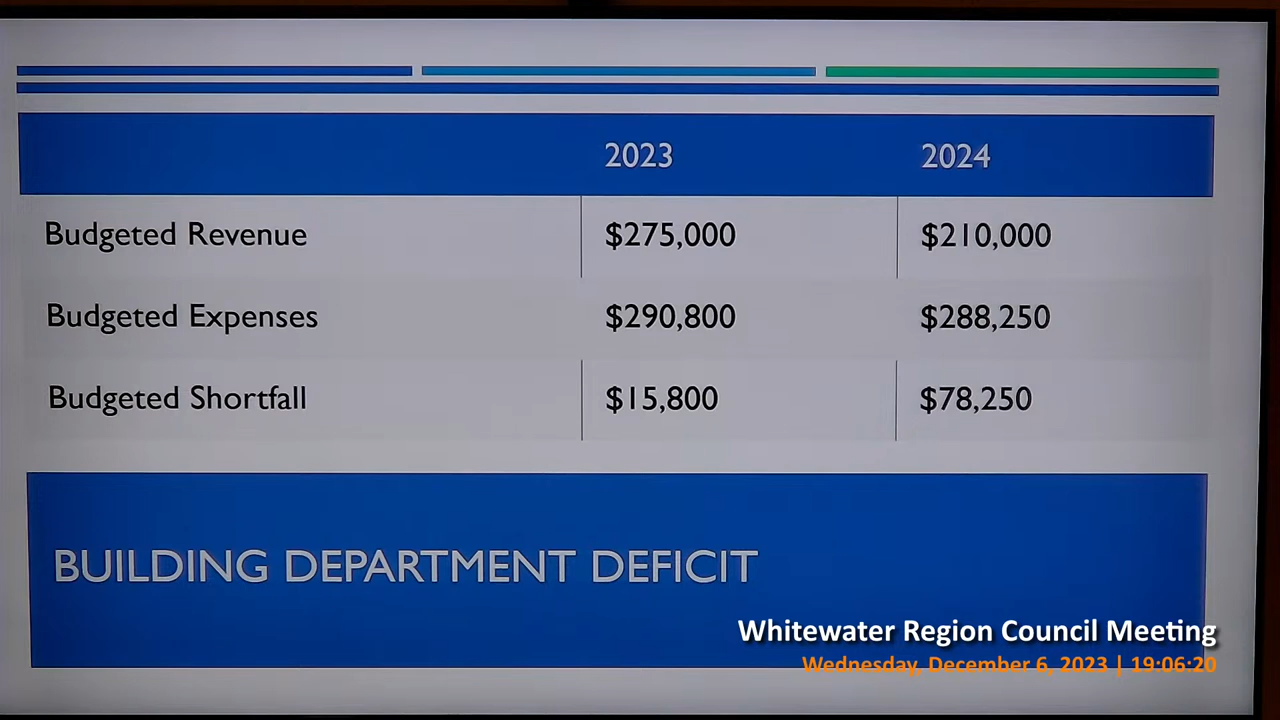 2023 2024
Budgeted Revenue $275,000 $210,000
Budgeted Expenses $290,800 $288,250
Budgeted Shortfall $15,800 $78,250
BUILDING DEPARTMENT DEFICIT
Whitewater Region Council Meeting
Wednesday, December 6, 2023 | 19:06:20